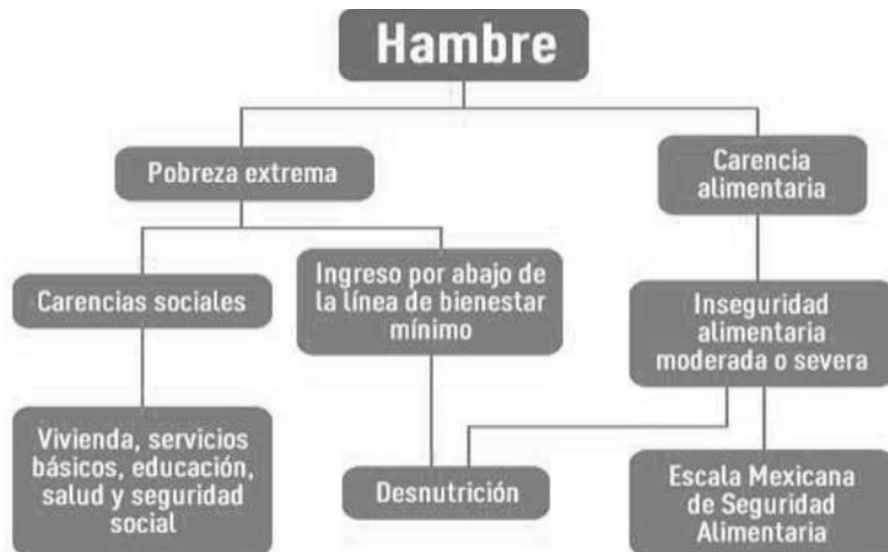 Hambre
Pobreza extrema
Carencia
alimentaria
Carencias sociales
Ingreso por abajo de
la línea de bienestar
mínimo
Inseguridad
alimentaria
moderada o severa
Vivienda, servicios
básicos, educación,
salud y seguridad
social
Desnutrición
Escala Mexicana
de Seguridad
Alimentaria